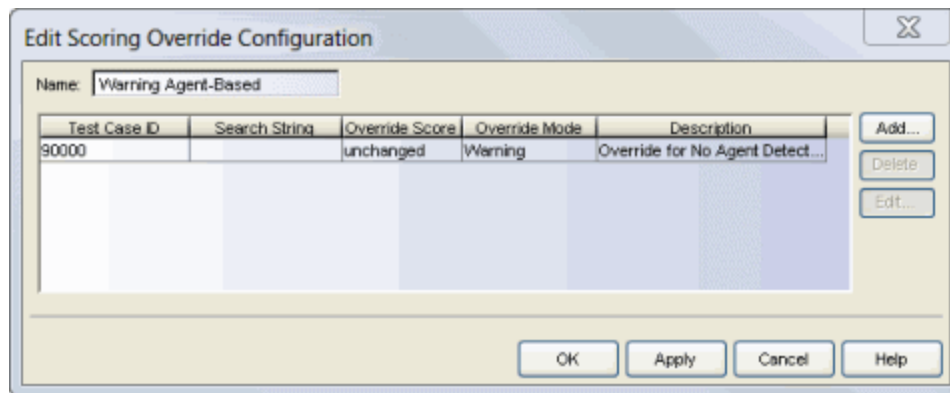 Edit Scoring Override Configuration
Name: Warning Agent-Based
Test Case ID Search String Override Score Override Mode Description
90000 unchanged Warning Override for No Agent Detect...
Add...
Delete
Edit...
OK Apply Cancel Help